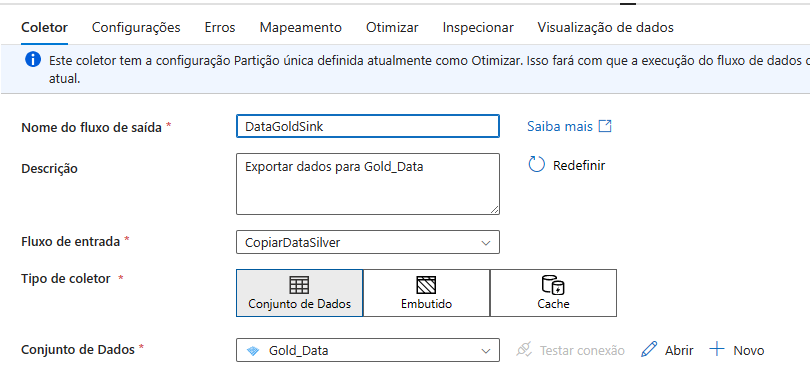 Coletor Configurações Erros Mapeamento Otimizar Inspecionar Visualização de dados
Este coletor tem a configuração Partição única definida atualmente como Otimizar. Isso fará com que a execução do fluxo de dados
atual.
Nome do fluxo de saída * DataGoldSink Saiba mais
Descrição Exportar dados para Gold_Data Redefinir
Fluxo de entrada * CopiarDataSilver
Tipo de coletor * Conjunto de Dados Embutido Cache
Conjunto de Dados * Gold_Data Testar conexão Abrir Novo